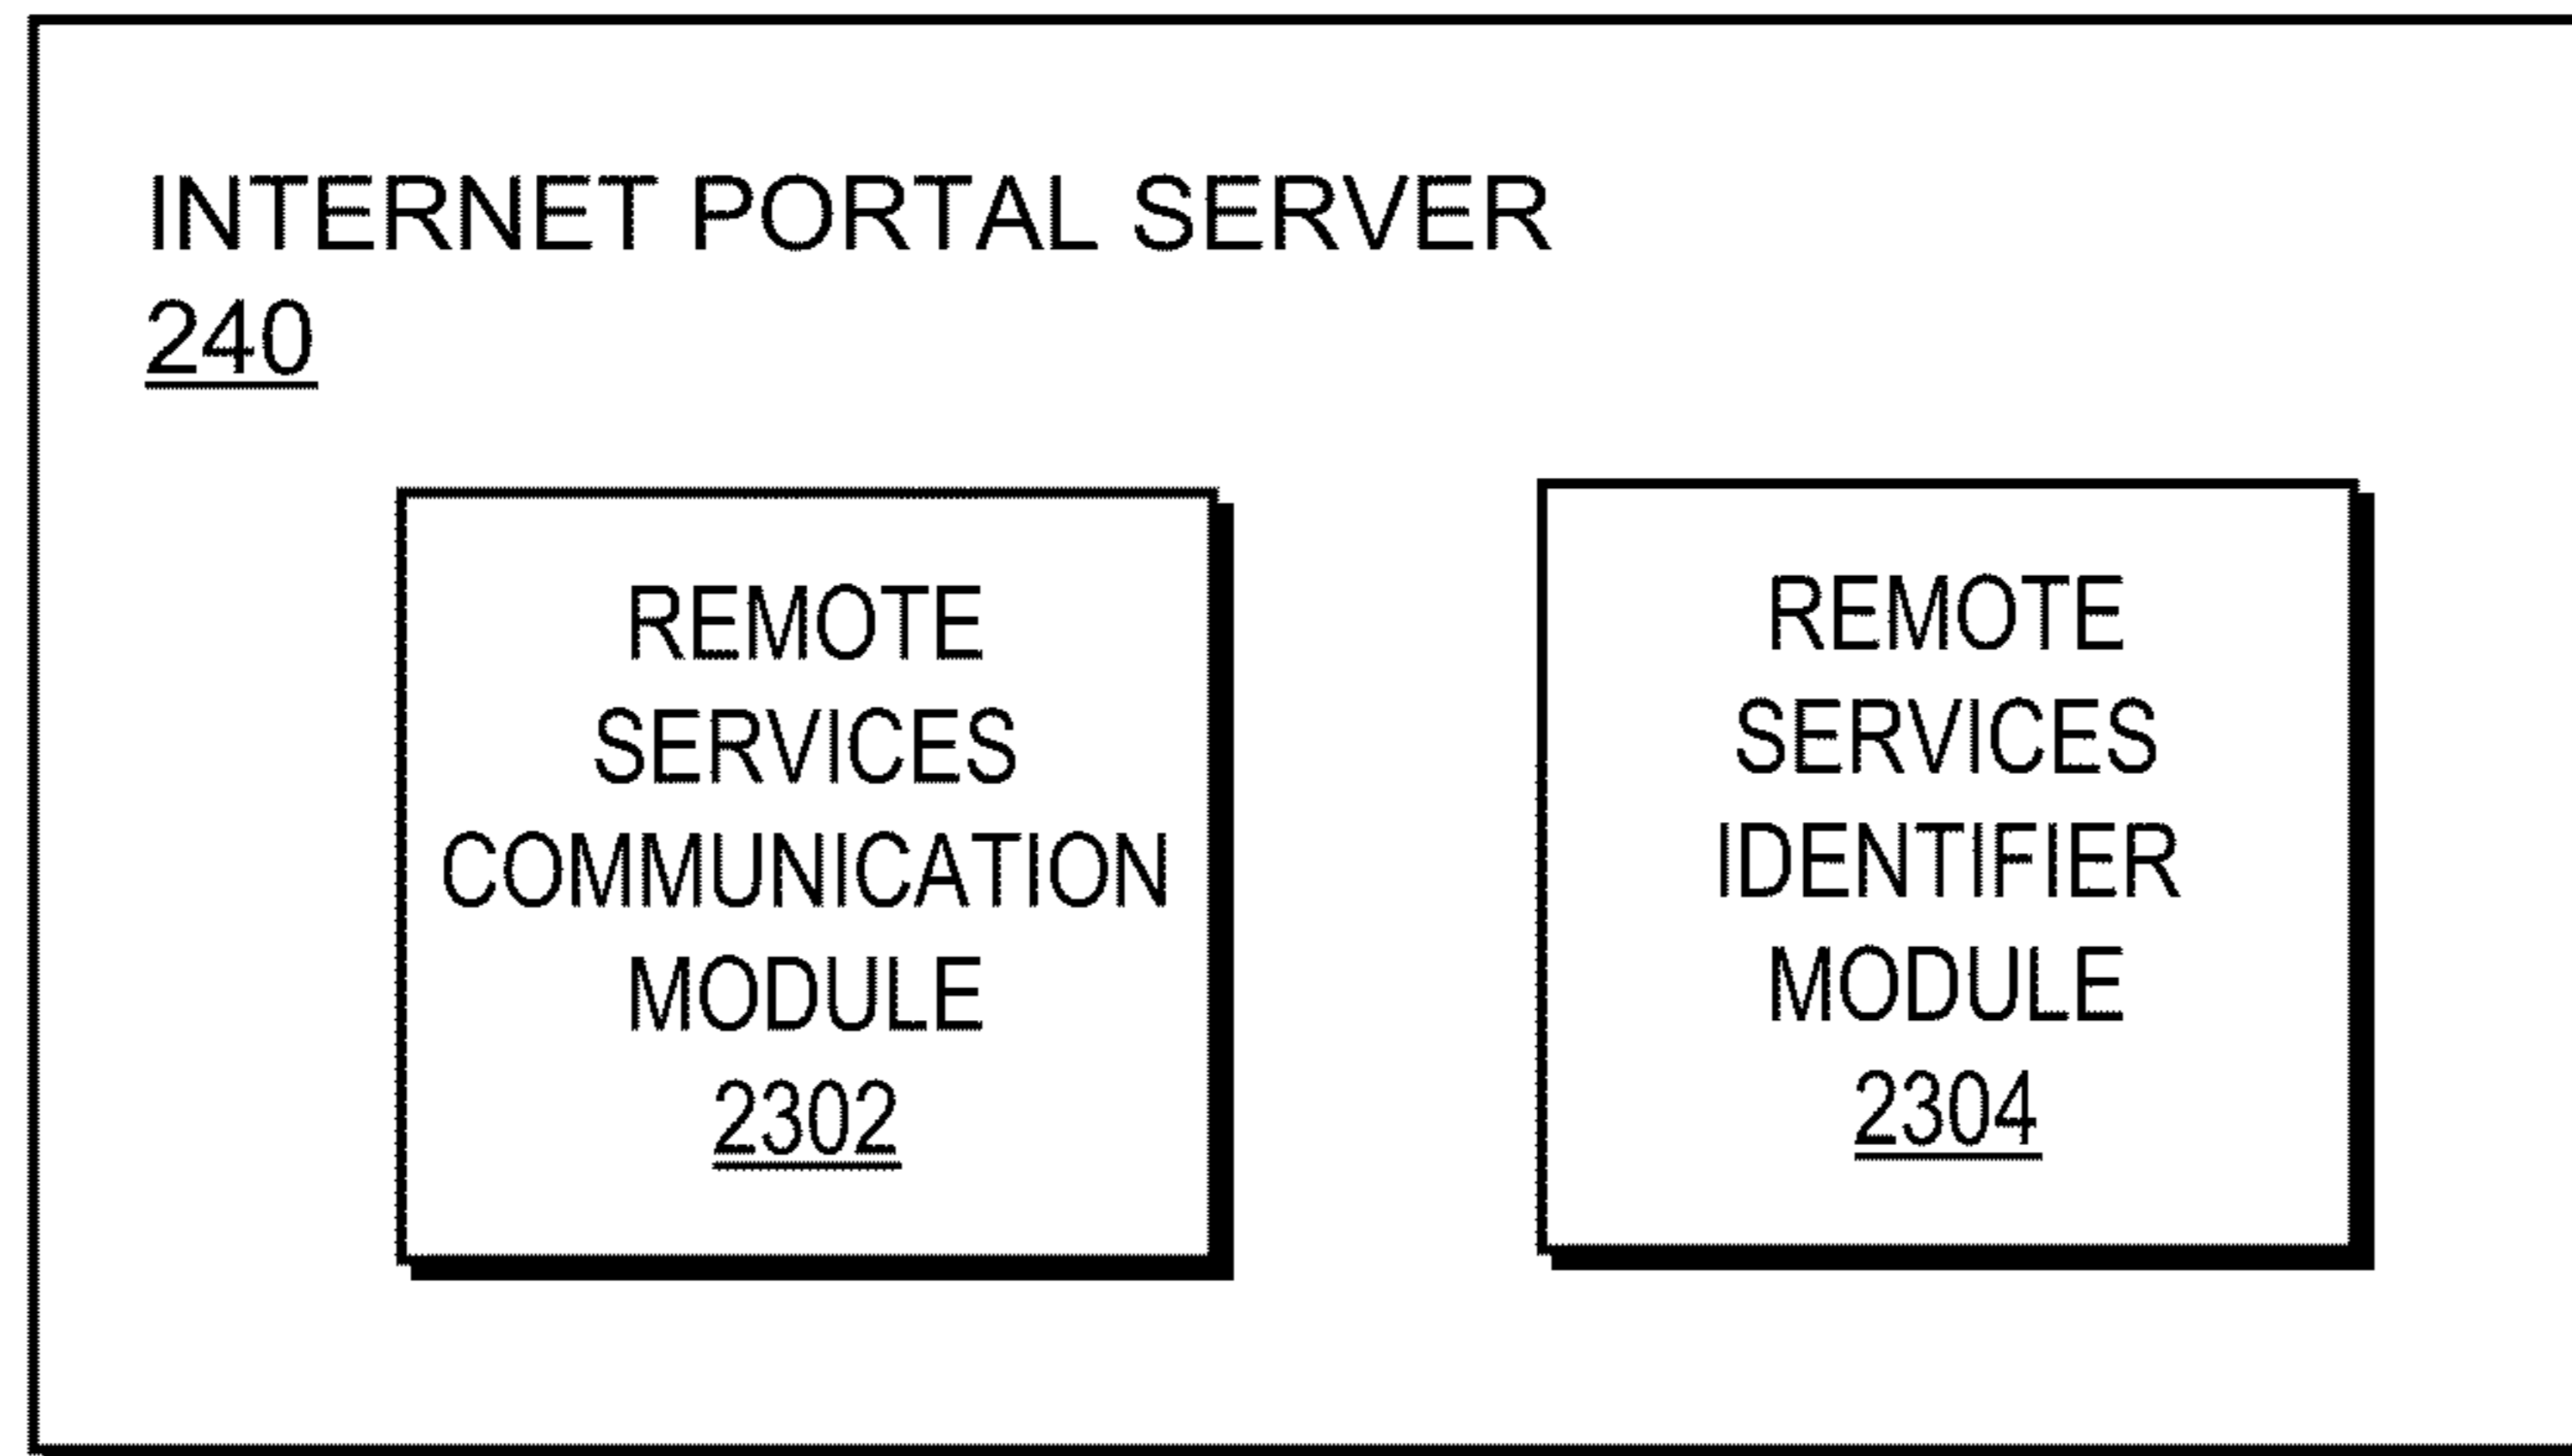 INTERNET PORTAL SERVER
240
REMOTE
SERVICES
COMMUNICATION
MODULE
2302
REMOTE
SERVICES
IDENTIFIER
MODULE
2304